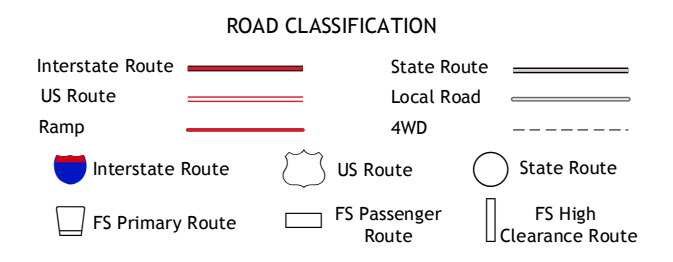 ROAD CLASSIFICATION
Interstate Route
State Route
US Route
Local Road
Ramp
4WD
Interstate Route
US Route
State Route
FS Primary Route
FS Passenger
Route
FS High
Clearance Route